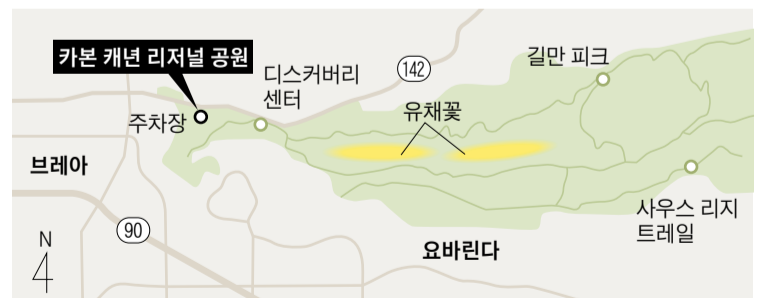 카본 캐년 리저널 공원
길만 피크
디스커버리
센터
142
유채꽃
주차장
브레아
사우스 리지
트레일
N
90
요바린다